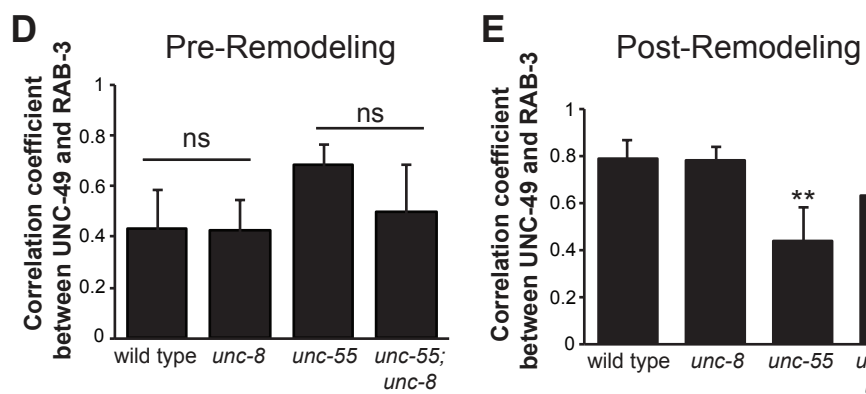 D
Pre-Remodeling
Correlation coefficient
between UNC-49 and RAB-3
1
0.8
0.6
0.4
0.2
0
ns
ns
wild type
unc-8
unc-55
unc-55;
unc-8
E
Post-Remodeling
Correlation coefficient
between UNC-49 and RAB-3
1
0.8
0.6
0.4
0.2
0
**
wild type
unc-8
unc-55